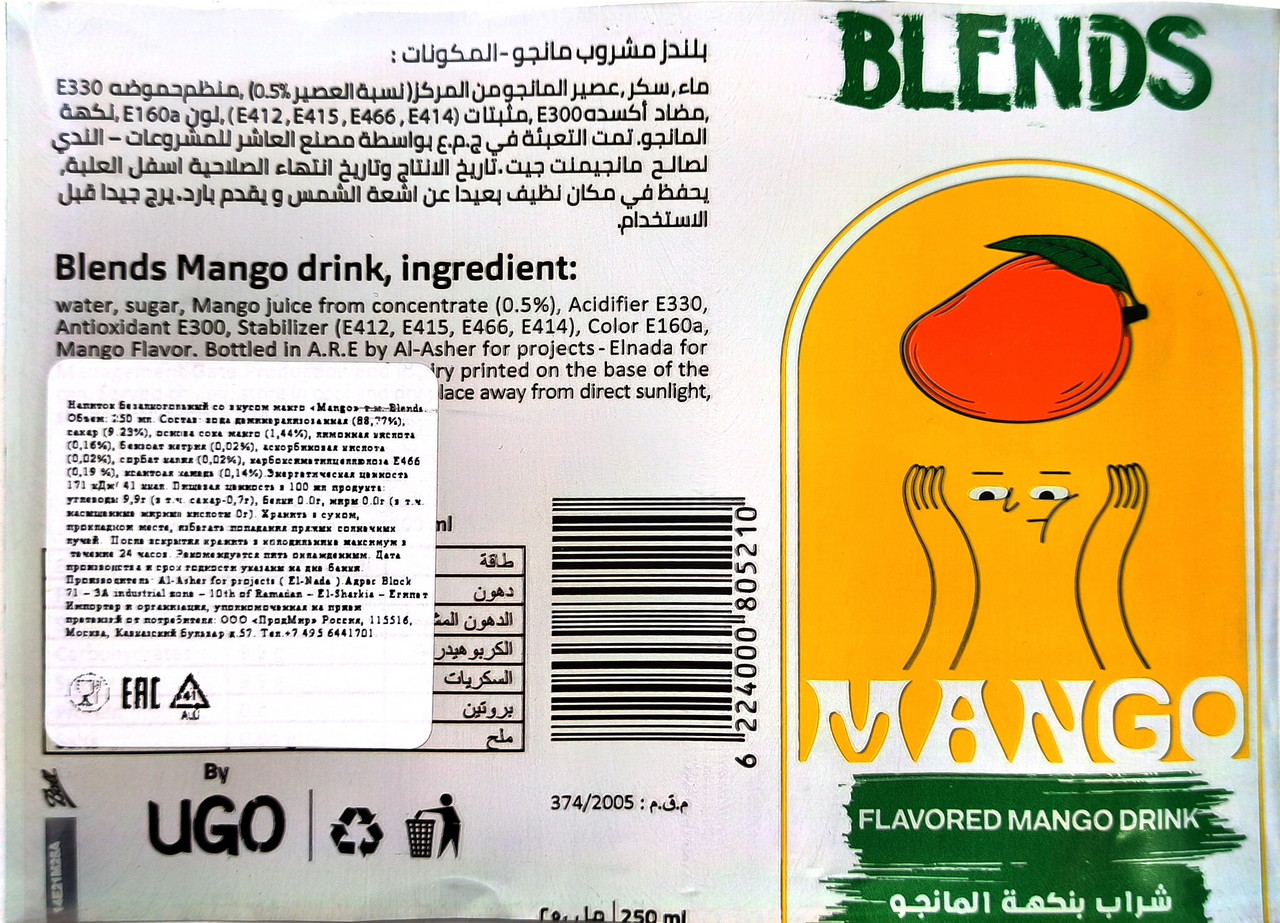 بلندز مشروب مانجو - المكونات :
ماء, سكر, عصير المانجو من المركز (نسبة العصير %0.5), منظم حموضه E330
,مضاد أكسده E300, مثبتات (E412, E415, E466, E414), لون E160a, نكهة
المانجو. تمت التعبئة في ج.م.ع بواسطة مصنع العاشر للمشروعات – الندي
لصالح مانجيمنت جيت. تاريخ الانتاج وتاريخ انتهاء الصلاحية اسفل العلبة,
يحفظ في مكان نظيف بعيدا عن اشعة الشمس و يقدم بارد. يرج جيدا قبل
الاستخدام.
Blends Mango drink, ingredient:
water, sugar, Mango juice from concentrate (0.5%), Acidifier E330,
Antioxidant E300, Stabilizer (E412, E415, E466, E414), Color E160a,
Mango Flavor. Bottled in A.R.E by Al-Asher for projects - Elnada for
iry printed on the base of the
lace away from direct sunlight,
Напиток безалкогольный со вкусом манго «Mango» т.м. Blends.
Объем: 250 мл. Состав: вода деминерализованная (88,77%),
сахар (9.23%), основа сока манго (1,44%), лимонная кислота
(0,16%), бензоат натрия (0,02%), аскорбиновая кислота
(0,02%), сорбат калия (0,02%), карбоксиметилцеллюлоза E466
(0,19 %), ксантовая камедь (0,14%). Энергетическая ценность
171 кДж/ 41 ккал. Пищевая ценность в 100 мл продукта:
углеводы 9,9г (в т.ч. сахар-0,7г), белки 0.0г, жиры 0.0г (в т.ч.
насыщенные жирные кислоты 0г). Хранить в сухом,
прохладном месте, избегать попадания прямых солнечных
лучей. После вскрытия хранить в холодильнике максимум в
течение 24 часов. Рекомендуется пить охлажденным. Дата
производства и срок годности указаны на дне банки.
Производитель: Al-Asher for projects ( El-Nada ).Адрес Block
71 – 3A industrial zone – 10th of Ramadan – El-Sharkia – Египет
Импортер и организация, уполномоченная на прием
претензий от потребителя: ООО «ПродМир» Россия, 115516,
Москва, Кавказский бульвар д.57. Тел.+7 495 6441701
EAC
41
ALU
ml
طاقة
دهون
الدهون المش
الكربوهيدر
السكريات
بروتين
ملح
6 224000 805210
م.ق.م : 374/2005
By
UGO
Ball
14E21N28A
250 ml
BLENDS
MANGO
FLAVORED MANGO DRINK
شراب بنكهة المانجو